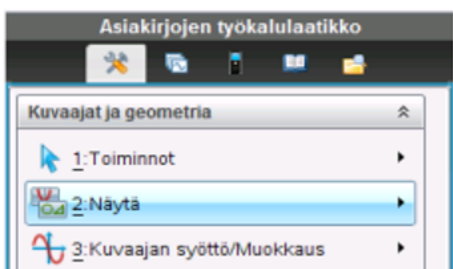 Asiakirjojen työkalulaatikko
Kuvaajat ja geometria
1:Toiminnot
2:Näytä
3:Kuvaajan syöttö/Muokkaus